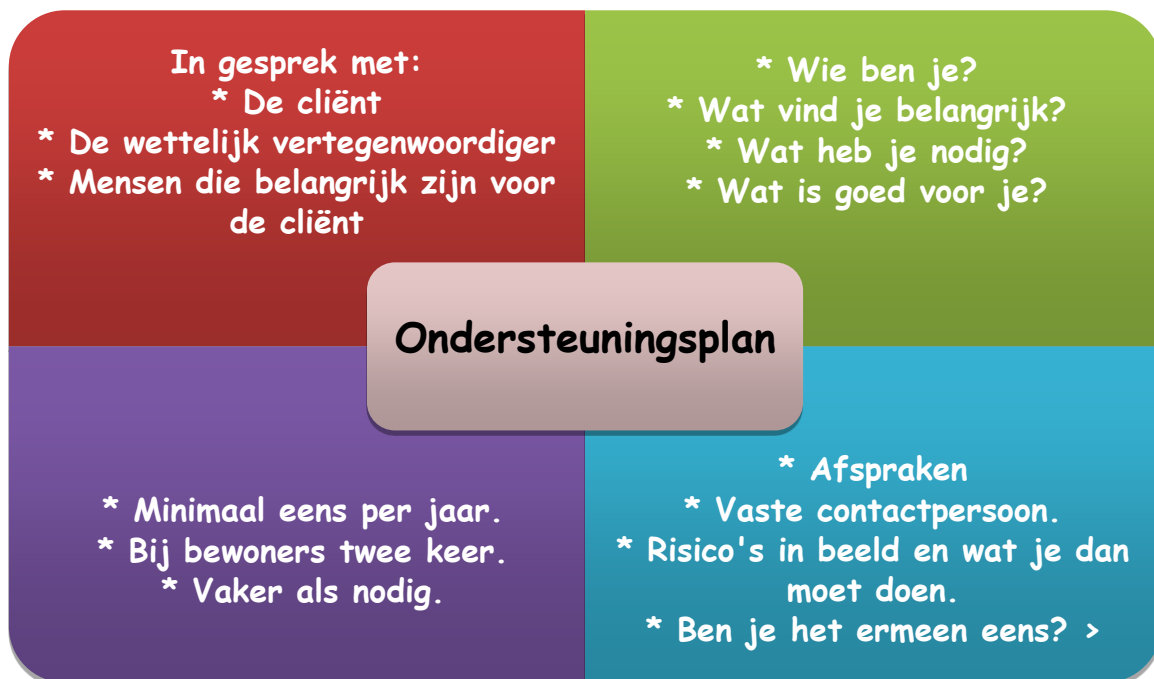 In gesprek met:
* De cliënt
* De wettelijk vertegenwoordiger
* Mensen die belangrijk zijn voor
de cliënt
* Wie ben je?
* Wat vind je belangrijk?
* Wat heb je nodig?
* Wat is goed voor je?
Ondersteuningsplan
* Minimaal eens per jaar.
* Bij bewoners twee keer.
* Vaker als nodig.
* Afspraken
* Vaste contactpersoon.
* Risico's in beeld en wat je dan
moet doen.
* Ben je het ermeen eens? >